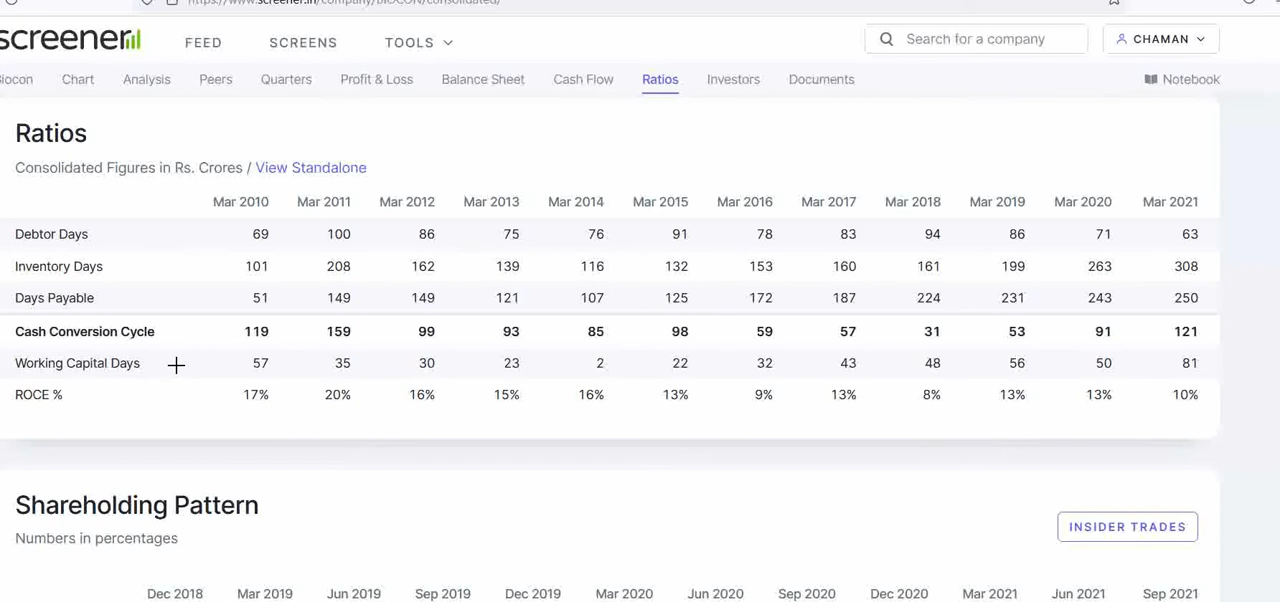 https://www.screener.in/company/BIOCON/consolidated/
screener
FEED SCREENS TOOLS Search for a company CHAMAN
iocon Chart Analysis Peers Quarters Profit & Loss Balance Sheet Cash Flow Ratios Investors Documents Notebook
Ratios
Consolidated Figures in Rs. Crores / View Standalone
Mar 2010 Mar 2011 Mar 2012 Mar 2013 Mar 2014 Mar 2015 Mar 2016 Mar 2017 Mar 2018 Mar 2019 Mar 2020 Mar 2021
Debtor Days 69 100 86 75 76 91 78 83 94 86 71 63
Inventory Days 101 208 162 139 116 132 153 160 161 199 263 308
Days Payable 51 149 149 121 107 125 172 187 224 231 243 250
Cash Conversion Cycle 119 159 99 93 85 98 59 57 31 53 91 121
Working Capital Days 57 35 30 23 2 22 32 43 48 56 50 81
ROCE % 17% 20% 16% 15% 16% 13% 9% 13% 8% 13% 13% 10%
Shareholding Pattern
INSIDER TRADES
Numbers in percentages
Dec 2018 Mar 2019 Jun 2019 Sep 2019 Dec 2019 Mar 2020 Jun 2020 Sep 2020 Dec 2020 Mar 2021 Jun 2021 Sep 2021